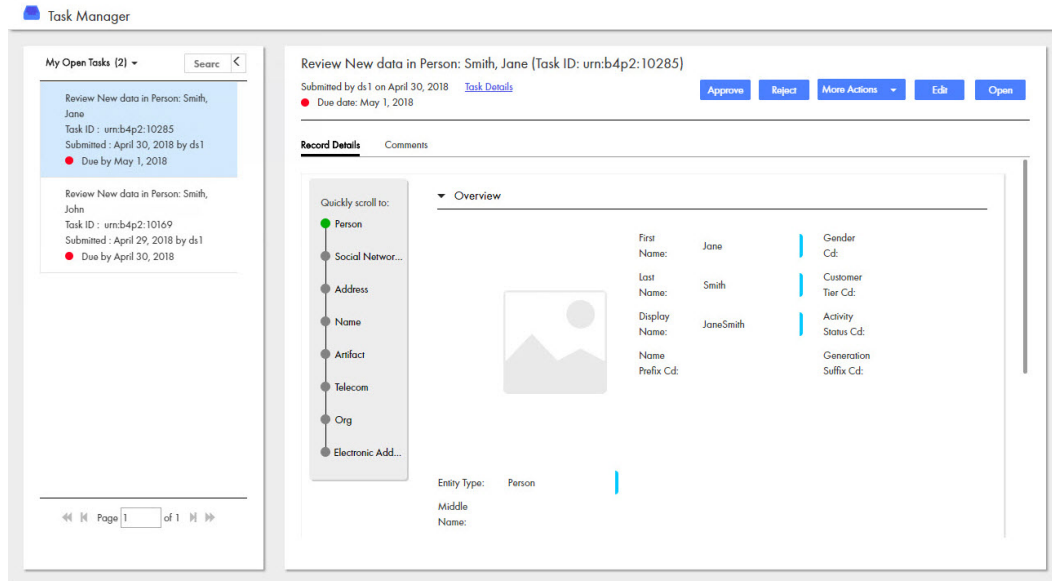 Task Manager
My Open Tasks (2)
Searc
Review New data in Person: Smith,
Jane
Task ID : urn:b4p2:10285
Submitted : April 30, 2018 by ds1
Due by May 1, 2018
Review New data in Person: Smith,
John
Task ID : urn:b4p2:10169
Submitted : April 29, 2018 by ds1
Due by April 30, 2018
Page 1 of 1
Review New data in Person: Smith, Jane (Task ID: urn:b4p2:10285)
Submitted by ds1 on April 30, 2018 Task Details
Due date: May 1, 2018
Approve Reject More Actions Edit Open
Record Details Comments
Quickly scroll to:
Person
Social Networ...
Address
Name
Artifact
Telecom
Org
Electronic Add...
Overview
First
Name:
Jane
Last
Name:
Smith
Display
Name:
JaneSmith
Name
Prefix Cd:
Gender
Cd:
Customer
Tier Cd:
Activity
Status Cd:
Generation
Suffix Cd:
Entity Type: Person
Middle
Name: